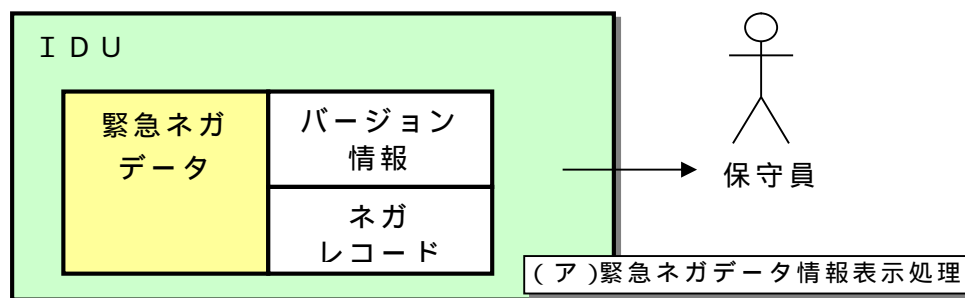 ＩＤＵ
緊急ネガ
データ
バージョン
情報
ネガ
レコード
保守員
(ア)緊急ネガデータ情報表示処理